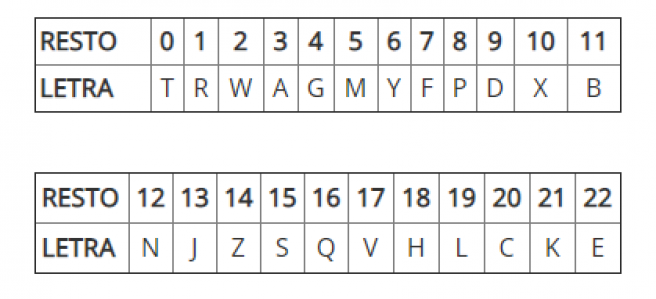 RESTO 0 1 2 3 4 5 6 7 8 9 10 11
LETRA T R W A G M Y F P D X B
RESTO 12 13 14 15 16 17 18 19 20 21 22
LETRA N J Z S Q V H L C K E